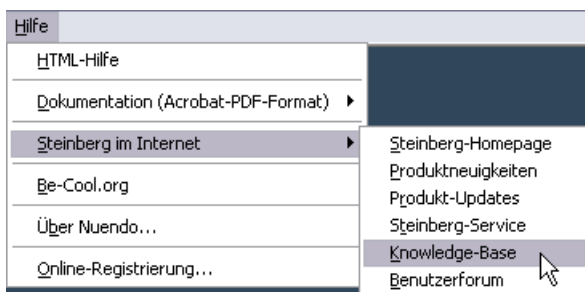 Hilfe
HTML-Hilfe
Dokumentation (Acrobat-PDF-Format)
Steinberg im Internet
Be-Cool.org
Über Nuendo...
Online-Registrierung...
Steinberg-Homepage
Produktneuigkeiten
Produkt-Updates
Steinberg-Service
Knowledge-Base
Benutzerforum